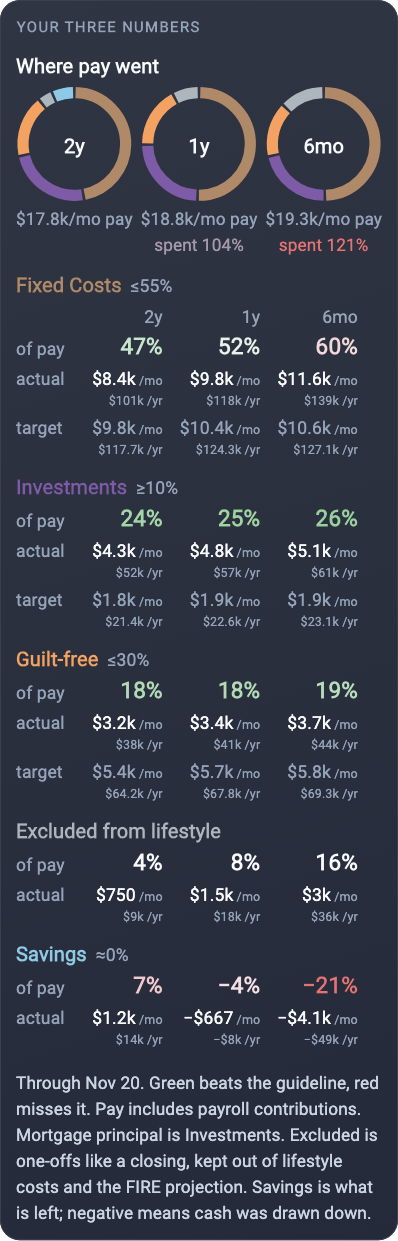 YOUR THREE NUMBERS
Where pay went
2y 1y 6mo
$17.8k/mo pay $18.8k/mo pay $19.3k/mo pay
spent 104% spent 121%
Fixed Costs ≤55%
2y 1y 6mo
of pay 47% 52% 60%
actual $8.4k /mo $9.8k /mo $11.6k /mo
$101k /yr $118k /yr $139k /yr
target $9.8k /mo $10.4k /mo $10.6k /mo
$117.7k /yr $124.3k /yr $127.1k /yr
Investments ≥10%
of pay 24% 25% 26%
actual $4.3k /mo $4.8k /mo $5.1k /mo
$52k /yr $57k /yr $61k /yr
target $1.8k /mo $1.9k /mo $1.9k /mo
$21.4k /yr $22.6k /yr $23.1k /yr
Guilt-free ≤30%
of pay 18% 18% 19%
actual $3.2k /mo $3.4k /mo $3.7k /mo
$38k /yr $41k /yr $44k /yr
target $5.4k /mo $5.7k /mo $5.8k /mo
$64.2k /yr $67.8k /yr $69.3k /yr
Excluded from lifestyle
of pay 4% 8% 16%
actual $750 /mo $1.5k /mo $3k /mo
$9k /yr $18k /yr $36k /yr
Savings ≈0%
of pay 7% −4% −21%
actual $1.2k /mo −$667 /mo −$4.1k /mo
$14k /yr −$8k /yr −$49k /yr
Through Nov 20. Green beats the guideline, red
misses it. Pay includes payroll contributions.
Mortgage principal is Investments. Excluded is
one-offs like a closing, kept out of lifestyle
costs and the FIRE projection. Savings is what
is left; negative means cash was drawn down.